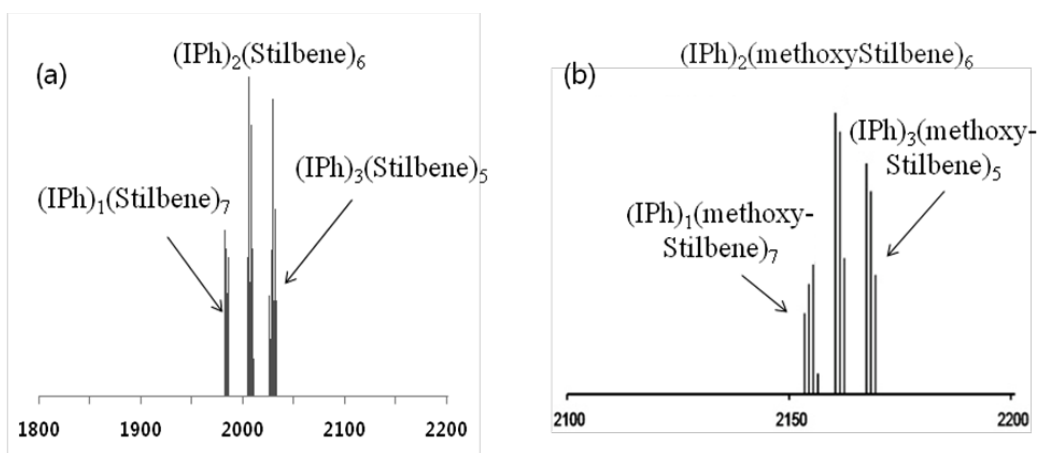 (a)
(IPh)₂(Stilbene)₆
(IPh)₁(Stilbene)₇
(IPh)₃(Stilbene)₅
1800 1900 2000 2100 2200
(b)
(IPh)₂(methoxyStilbene)₆
(IPh)₃(methoxy-
Stilbene)₅
(IPh)₁(methoxy-
Stilbene)₇
2100 2150 2200